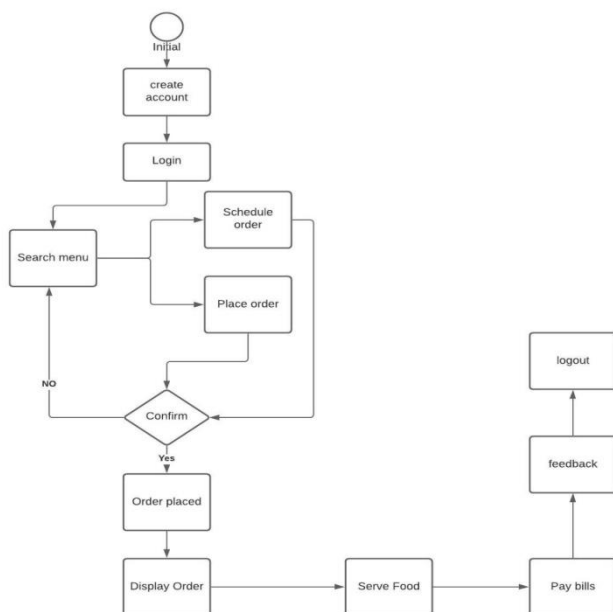 Initial
create
account
Login
Schedule
order
Search menu
Place order
logout
NO
Confirm
Yes
feedback
Order placed
Display Order
Serve Food
Pay bills